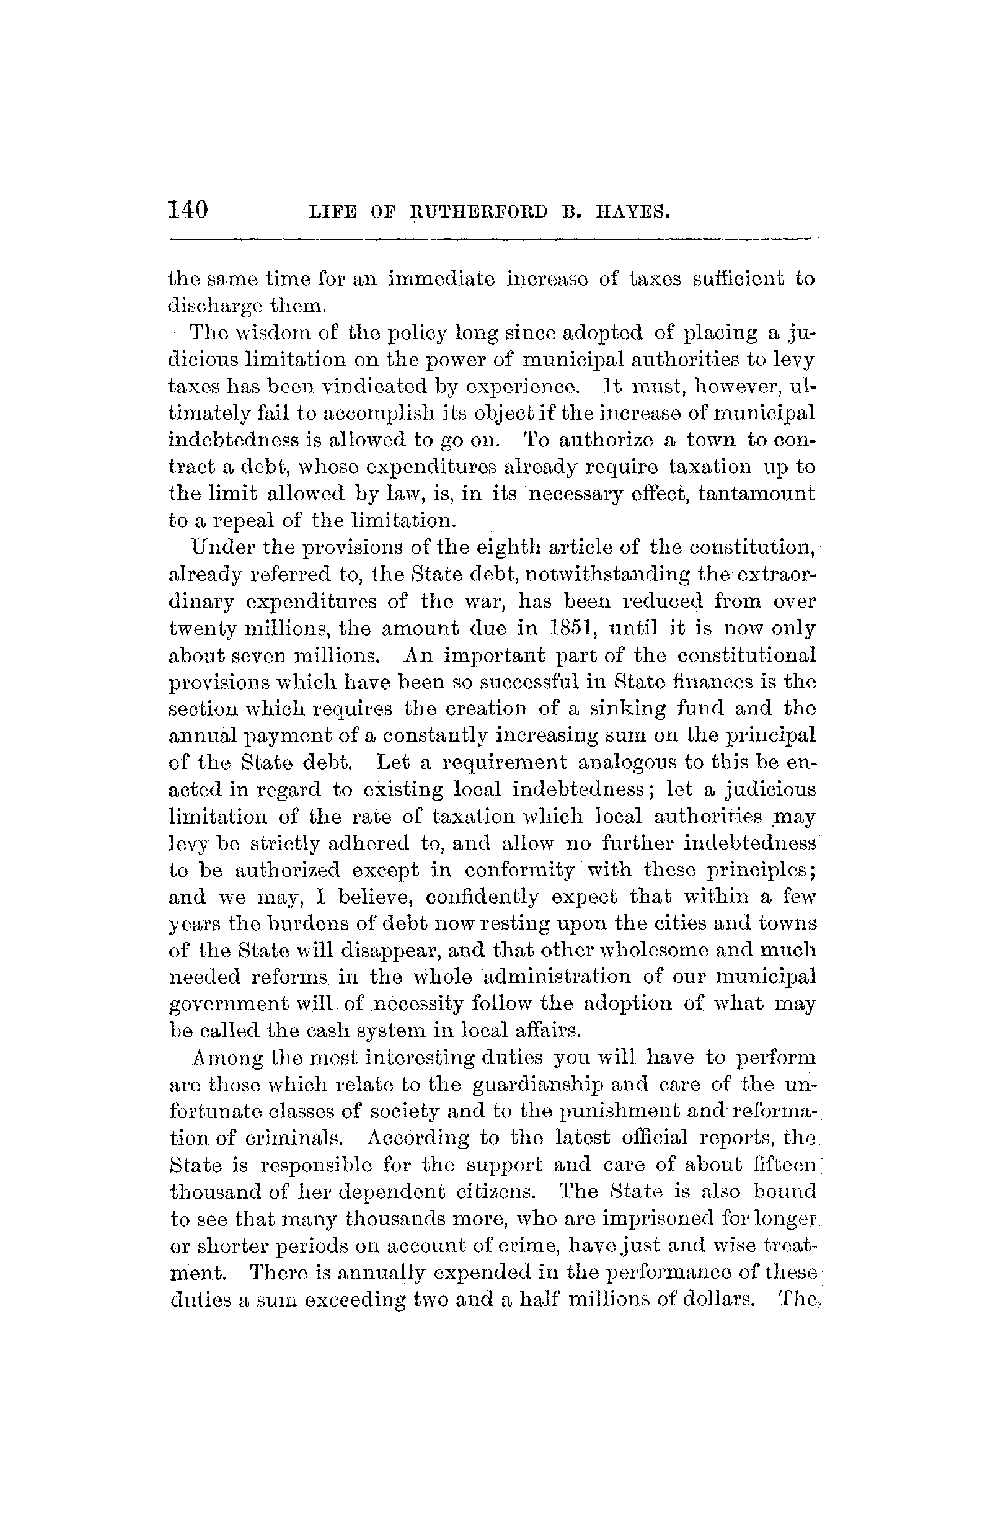 140 LIFE OF RUTHERFORD B. HAYES.
the same time for an immediate increase of taxes sufficient to
discharge them.
The wisdom of the policy long since adopted of placing a ju-
dicious limitation on the power of municipal authorities to levy
taxes has been vindicated by experience. It must, however, ul-
timately fail to accomplish its object if the increase of municipal
indebtedness is allowed to go on. To authorize a town to con-
tract a debt, whose expenditures already require taxation up to
the limit allowed by law, is, in its necessary effect, tantamount
to a repeal of the limitation.
Under the provisions of the eighth article of the constitution,
already referred to, the State debt, notwithstanding the extraor-
dinary expenditures of the war, has been reduced from over
twenty millions, the amount due in 1851, until it is now only
about seven millions. An important part of the constitutional
provisions which have been so successful in State finances is the
section which requires the creation of a sinking fund and the
annual payment of a constantly increasing sum on the principal
of the State debt. Let a requirement analogous to this be en-
acted in regard to existing local indebtedness; let a judicious
limitation of the rate of taxation which local authorities may
levy be strictly adhered to, and allow no further indebtedness
to be authorized except in conformity with these principles;
and we may, I believe, confidently expect that within a few
years the burdens of debt now resting upon the cities and towns
of the State will disappear, and that other wholesome and much
needed reforms in the whole administration of our municipal
government will of necessity follow the adoption of what may
be called the cash system in local affairs.
Among the most interesting duties you will have to perform
are those which relate to the guardianship and care of the un-
fortunate classes of society and to the punishment and reforma-
tion of criminals. According to the latest official reports, the
State is responsible for the support and care of about fifteen
thousand of her dependent citizens. The State is also bound
to see that many thousands more, who are imprisoned for longer
or shorter periods on account of crime, have just and wise treat-
ment. There is annually expended in the performance of these
duties a sum exceeding two and a half millions of dollars. The